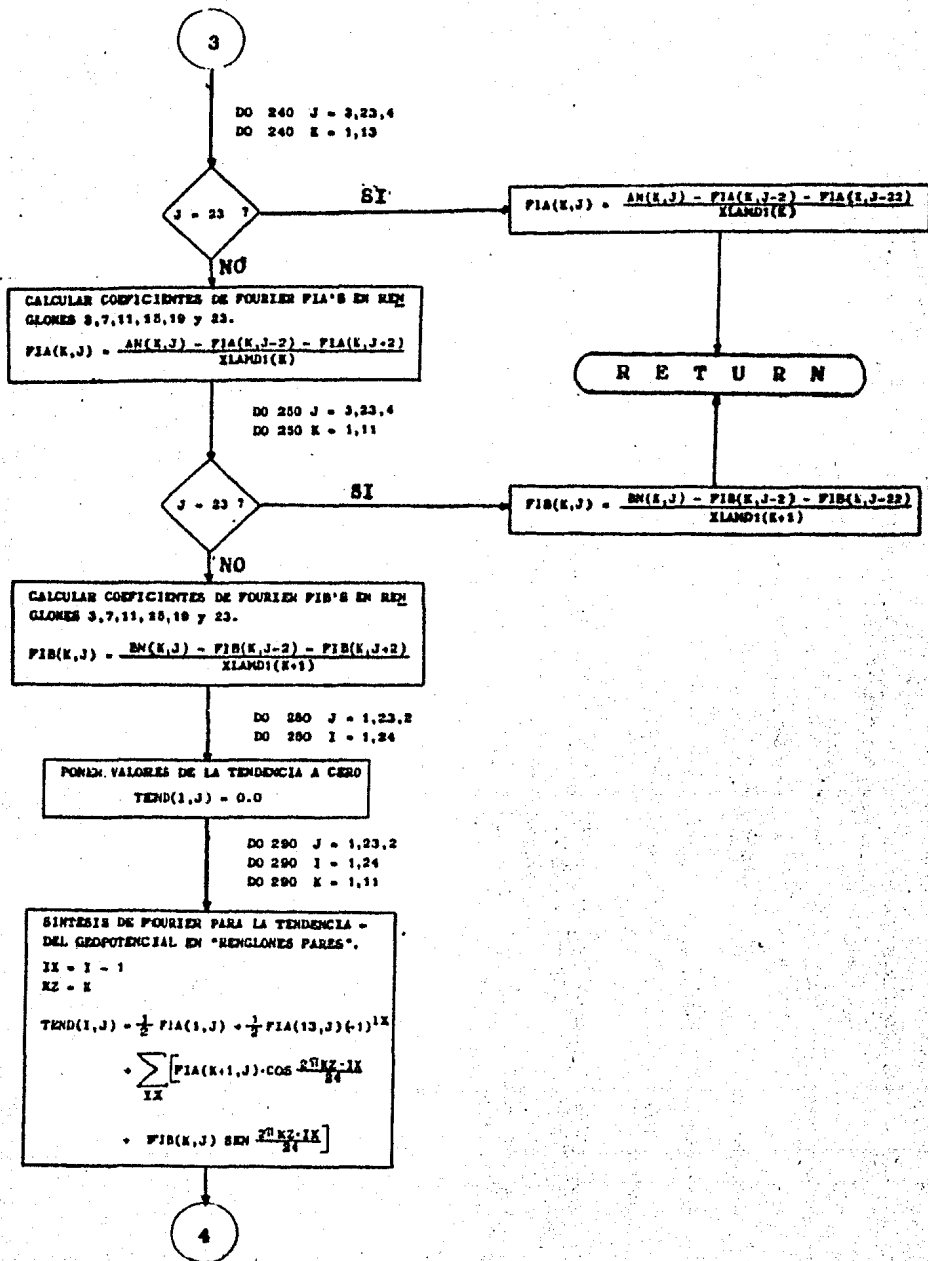 3
DO 240 J = 3,23,4
DO 240 K = 1,13
J = 23 ?
SI
FIA(K,J) = AN(K,J) - FIA(K,J-2) - FIA(K,J-22)
XLAMD1(K)
NO
CALCULAR COEFICIENTES DE FOURIER FIA'S EN REN
GLONES 3,7,11,15,19 y 23.
FIA(K,J) = AN(K,J) - FIA(K,J-2) - FIA(K,J+2)
XLAMD1(K)
R E T U R N
DO 250 J = 3,23,4
DO 250 K = 1,11
J = 23 ?
SI
FIB(K,J) = BN(K,J) - FIB(K,J-2) - FIB(K,J-22)
XLAMD1(K+1)
NO
CALCULAR COEFICIENTES DE FOURIER FIB'S EN REN
GLONES 3,7,11,15,19 y 23.
FIB(K,J) = BN(K,J) - FIB(K,J-2) - FIB(K,J+2)
XLAMD1(K+1)
DO 280 J = 1,23,2
DO 280 I = 1,24
PONER VALORES DE LA TENDENCIA A CERO
TEND(I,J) = 0.0
DO 290 J = 1,23,2
DO 290 I = 1,24
DO 290 K = 1,11
SINTESIS DE FOURIER PARA LA TENDENCIA -
DEL GEOPOTENCIAL EN "RENGLONES PARES".
IX = I - 1
KZ = K
TEND(I,J) = 1/2 FIA(1,J) + 1/2 FIA(13,J)(-1)^IX
+ ∑ [FIA(K+1,J)·COS 2πKZ·IX/24
IX
+ FIB(K,J) SEN 2πKZ·IX/24]
4